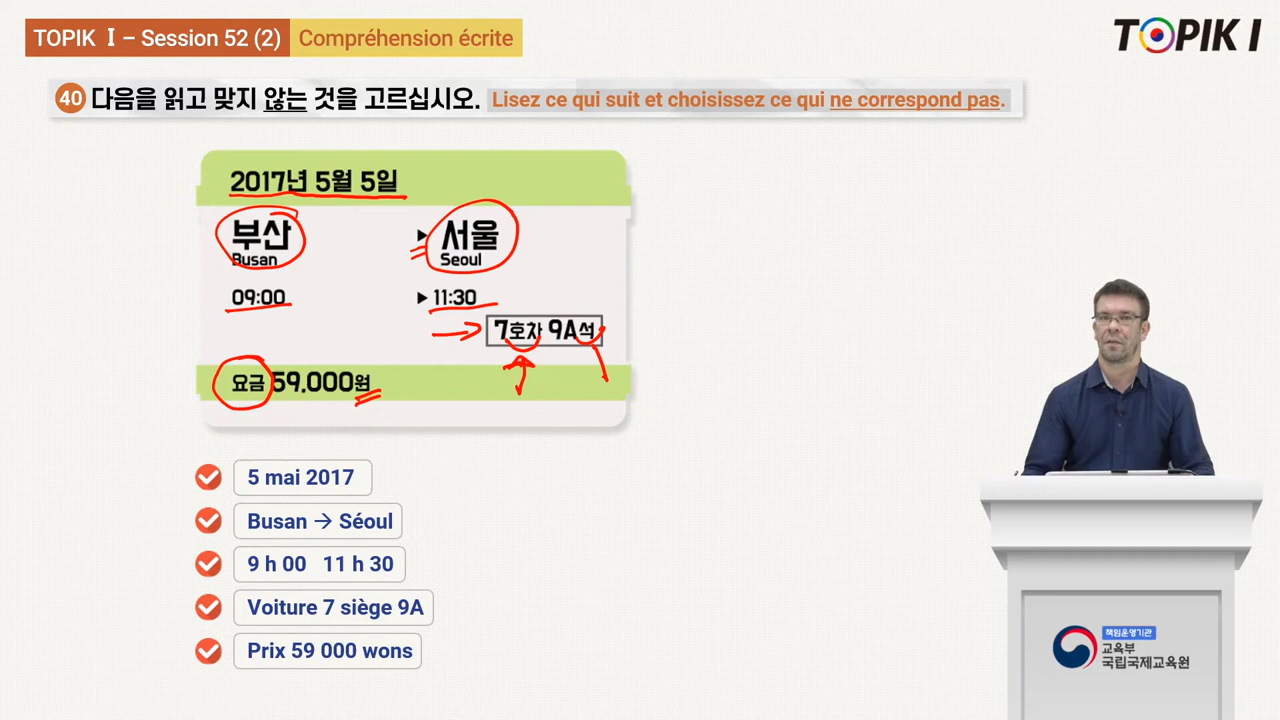 TOPIK Ⅰ – Session 52 (2) Compréhension écrite
TOPIK I
40 다음을 읽고 맞지 않는 것을 고르십시오. Lisez ce qui suit et choisissez ce qui ne correspond pas.
2017년 5월 5일
부산 ▶ 서울
Busan Seoul
09:00 ▶ 11:30
7호차 9A석
요금 59,000원
5 mai 2017
Busan → Séoul
9 h 00 11 h 30
Voiture 7 siège 9A
Prix 59 000 wons
책임운영기관
교육부
국립국제교육원